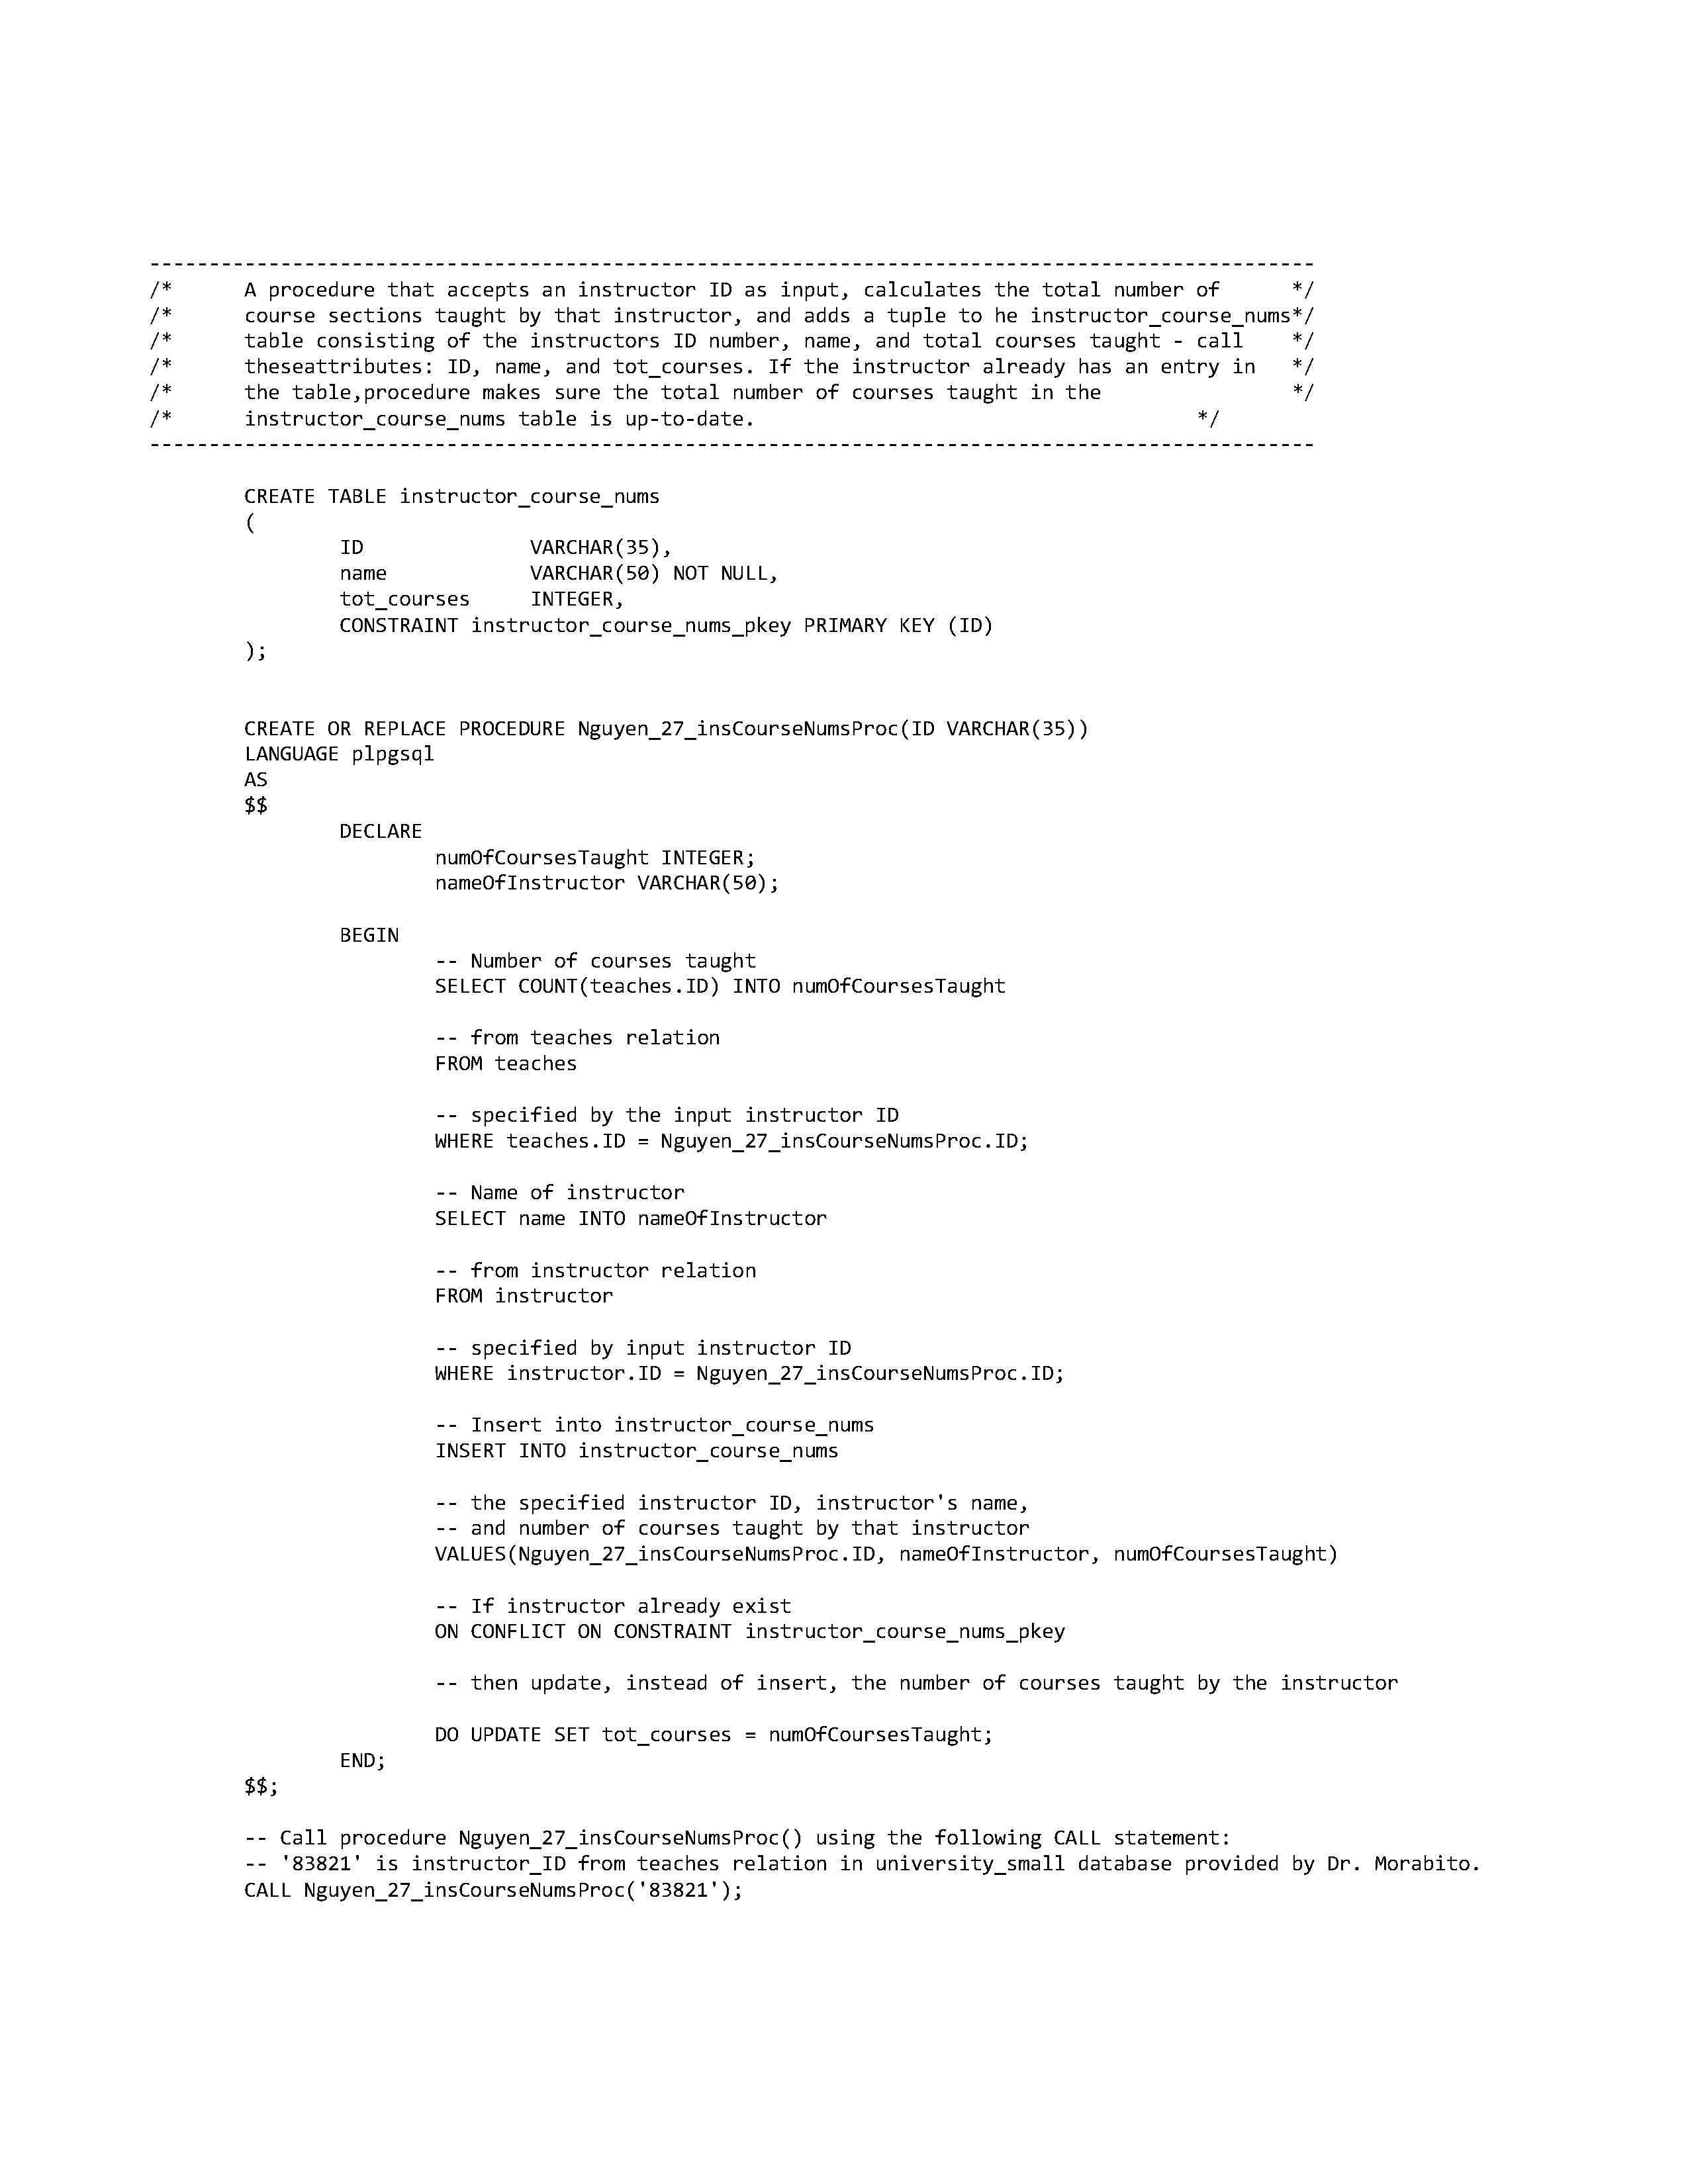 --------------------------------------------------------------------------------------------------
/*      A procedure that accepts an instructor ID as input, calculates the total number of      */
/*      course sections taught by that instructor, and adds a tuple to he instructor_course_nums*/
/*      table consisting of the instructors ID number, name, and total courses taught - call    */
/*      theseattributes: ID, name, and tot_courses. If the instructor already has an entry in   */
/*      the table,procedure makes sure the total number of courses taught in the                */
/*      instructor_course_nums table is up-to-date.                                     */
--------------------------------------------------------------------------------------------------
CREATE TABLE instructor_course_nums
(
ID              VARCHAR(35),
name            VARCHAR(50) NOT NULL,
tot_courses     INTEGER,
CONSTRAINT instructor_course_nums_pkey PRIMARY KEY (ID)
);
CREATE OR REPLACE PROCEDURE Nguyen_27_insCourseNumsProc(ID VARCHAR(35))
LANGUAGE plpgsql
AS
$$
DECLARE
numOfCoursesTaught INTEGER;
nameOfInstructor VARCHAR(50);
BEGIN
-- Number of courses taught
SELECT COUNT(teaches.ID) INTO numOfCoursesTaught
-- from teaches relation
FROM teaches
-- specified by the input instructor ID
WHERE teaches.ID = Nguyen_27_insCourseNumsProc.ID;
-- Name of instructor
SELECT name INTO nameOfInstructor
-- from instructor relation
FROM instructor
-- specified by input instructor ID
WHERE instructor.ID = Nguyen_27_insCourseNumsProc.ID;
-- Insert into instructor_course_nums
INSERT INTO instructor_course_nums
-- the specified instructor ID, instructor's name,
-- and number of courses taught by that instructor
VALUES(Nguyen_27_insCourseNumsProc.ID, nameOfInstructor, numOfCoursesTaught)
-- If instructor already exist
ON CONFLICT ON CONSTRAINT instructor_course_nums_pkey
-- then update, instead of insert, the number of courses taught by the instructor
DO UPDATE SET tot_courses = numOfCoursesTaught;
END;
$$;
-- Call procedure Nguyen_27_insCourseNumsProc() using the following CALL statement:
-- '83821' is instructor_ID from teaches relation in university_small database provided by Dr. Morabito.
CALL Nguyen_27_insCourseNumsProc('83821');